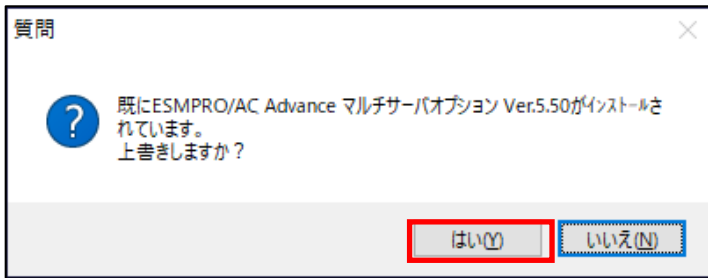 質問
既にESMPRO/AC Advance マルチサーバオプション Ver.5.50がｲﾝｽﾄｰﾙさ
れています。
上書きしますか？
はい(Y)
いいえ(N)